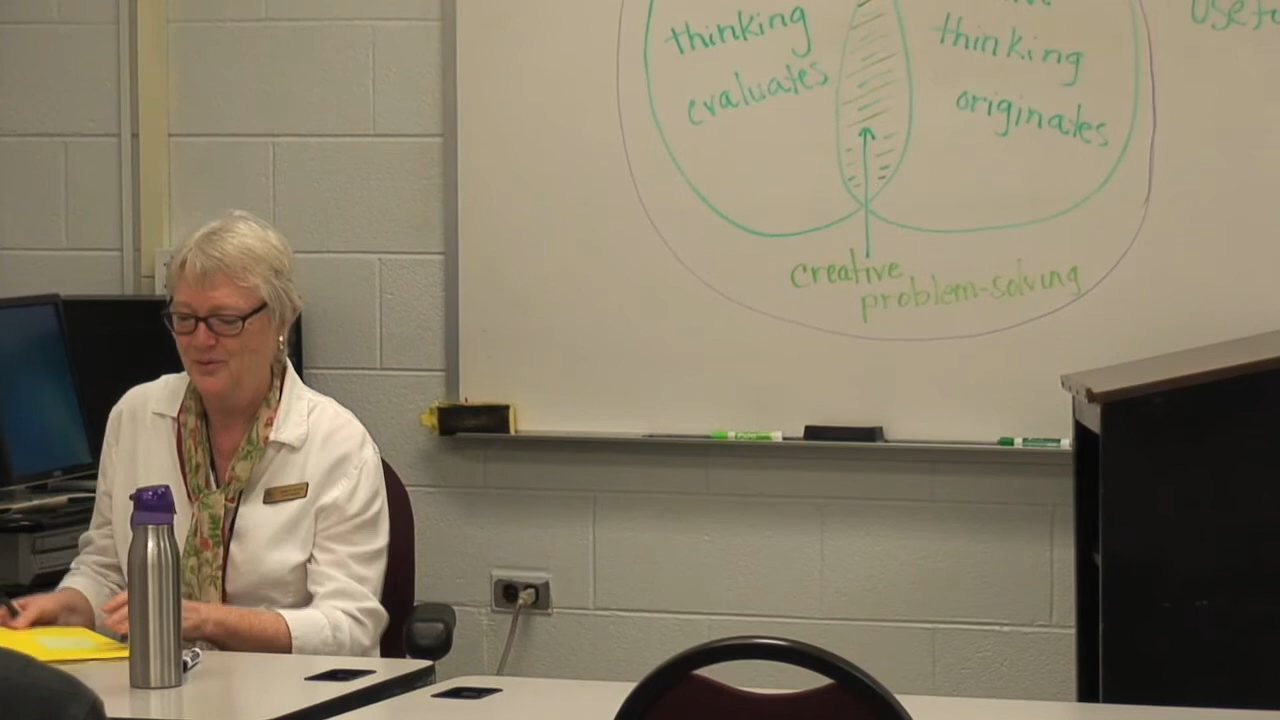 thinking
evaluates
thinking
originates
creative
problem-solving